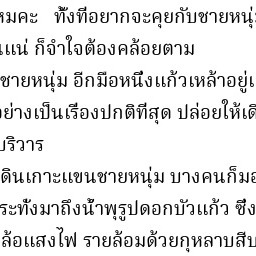 หมคะ   ทั้งที่อยากจะคุยกับชายหนุ่ม
นแน่ ก็จำใจต้องคล้อยตาม
ชายหนุ่ม อีกมือหนึ่งแก้วเหล้าอยู่เ
อย่างเป็นเรื่องปกติที่สุด ปล่อยให้เดิ
บริวาร
ดินเกาะแขนชายหนุ่ม บางคนก็มอ
ระทั่งมาถึงน้ำพุรูปดอกบัวแก้ว ซึ่ง
ล้อแสงไฟ รายล้อมด้วยกุหลาบสีบ